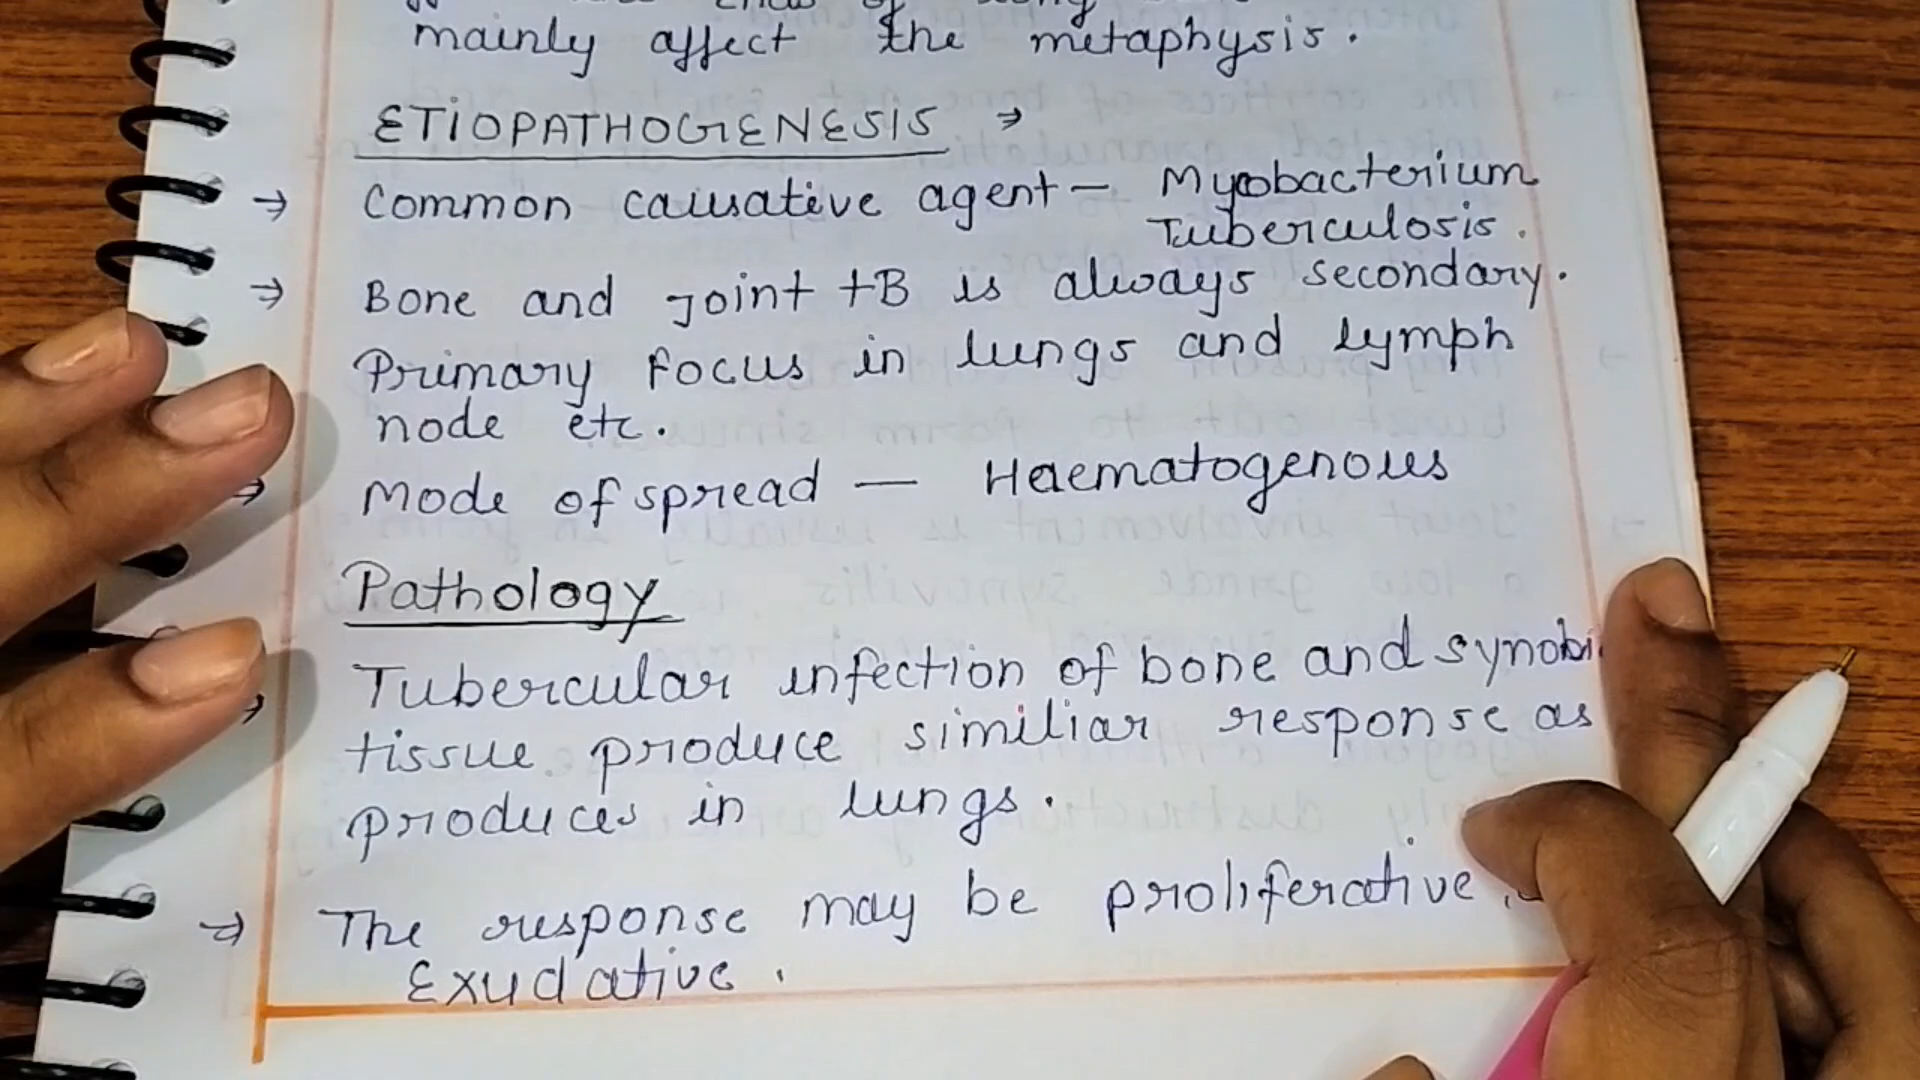 mainly affect the metaphysis.
ETIOPATHOGENESIS →
→ Common causative agent — Mycobacterium
Tuberculosis.
→ Bone and Joint TB is always secondary.
Primary Focus in lungs and lymph
node etc.
→ Mode of spread — Haematogenous
Pathology
→ Tubercular infection of bone and synobi
tissue produce similiar response as
produces in lungs.
→ The response may be proliferative,
Exudative.